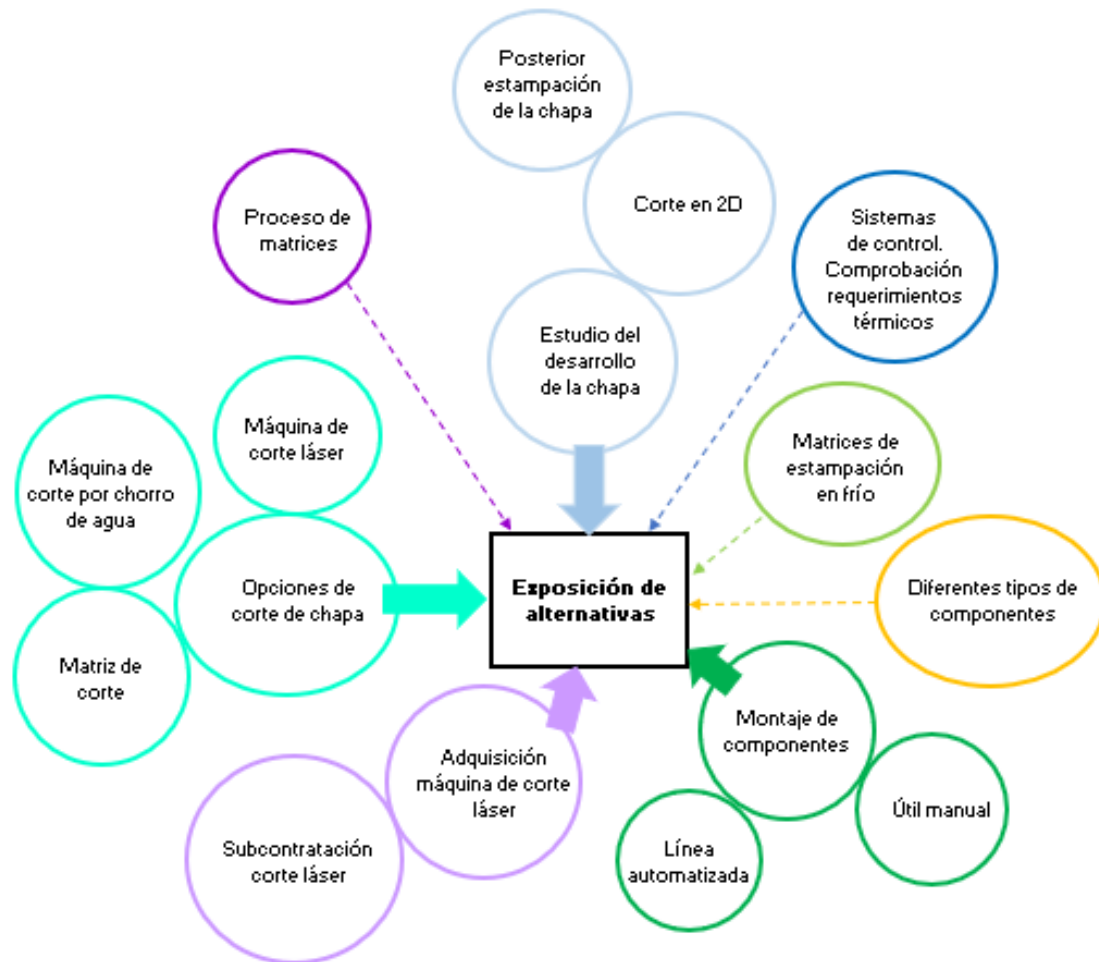 Posterior
estampación
de la chapa
Corte en 2D
Proceso de
matrices
Sistemas
de control.
Comprobación
requerimientos
térmicos
Estudio del
desarrollo
de la chapa
Máquina de
corte láser
Máquina de
corte por chorro
de agua
Matrices de
estampación
en frío
Opciones de
corte de chapa
Exposición de
alternativas
Diferentes tipos de
componentes
Matriz de
corte
Montaje de
componentes
Adquisición
máquina de corte
láser
Útil manual
Subcontratación
corte láser
Línea
automatizada